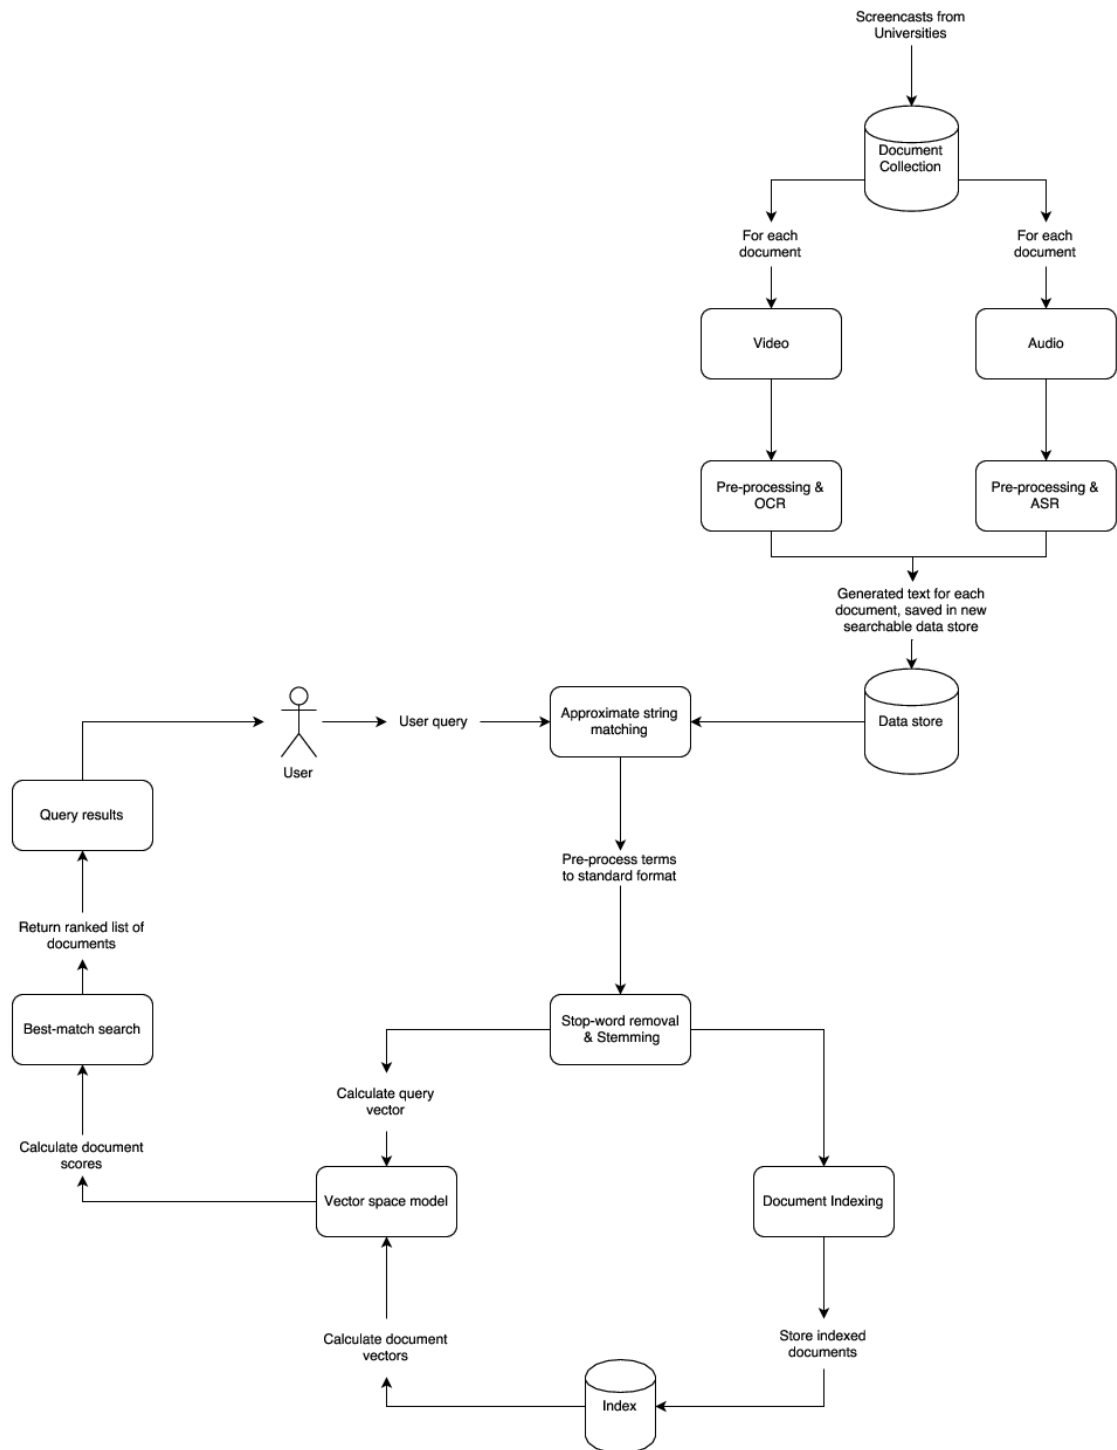 Screencasts from
Universities
Document
Collection
For each
document
For each
document
Video
Audio
Pre-processing &
OCR
Pre-processing &
ASR
Generated text for each
document, saved in new
searchable data store
Data store
Approximate string
matching
User query
User
Query results
Pre-process terms
to standard format
Return ranked list of
documents
Best-match search
Stop-word removal
& Stemming
Calculate query
vector
Calculate document
scores
Vector space model
Document Indexing
Calculate document
vectors
Store indexed
documents
Index